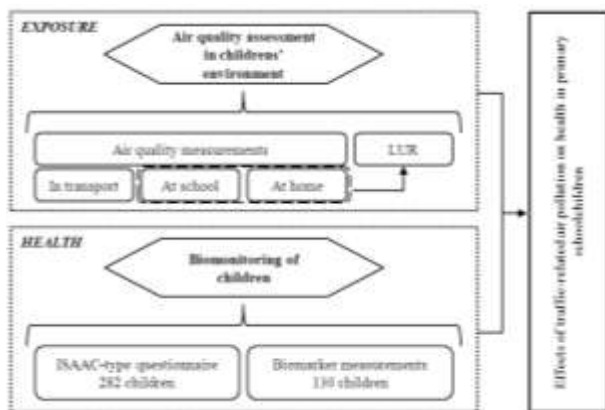 EXPOSURE
Air quality assessment
in childrens'
environment
Air quality measurements
LUR
In transport
At school
At home
HEALTH
Biomonitoring of
children
ISAAC-type questionnaire
282 children
Biomarker measurements
130 children
Effects of traffic-related air pollution on health in primary
schoolchildren